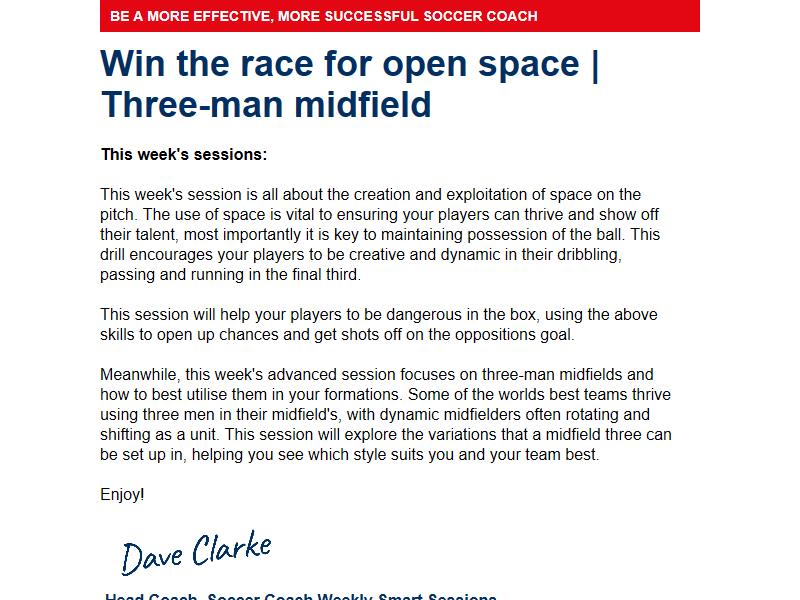 BE A MORE EFFECTIVE, MORE SUCCESSFUL SOCCER COACH
Win the race for open space |
Three-man midfield
This week's sessions:
This week's session is all about the creation and exploitation of space on the
pitch. The use of space is vital to ensuring your players can thrive and show off
their talent, most importantly it is key to maintaining possession of the ball. This
drill encourages your players to be creative and dynamic in their dribbling,
passing and running in the final third.
This session will help your players to be dangerous in the box, using the above
skills to open up chances and get shots off on the oppositions goal.
Meanwhile, this week's advanced session focuses on three-man midfields and
how to best utilise them in your formations. Some of the worlds best teams thrive
using three men in their midfield's, with dynamic midfielders often rotating and
shifting as a unit. This session will explore the variations that a midfield three can
be set up in, helping you see which style suits you and your team best.
Enjoy!
Dave Clarke
Head Coach, Soccer Coach Weekly Smart Sessions